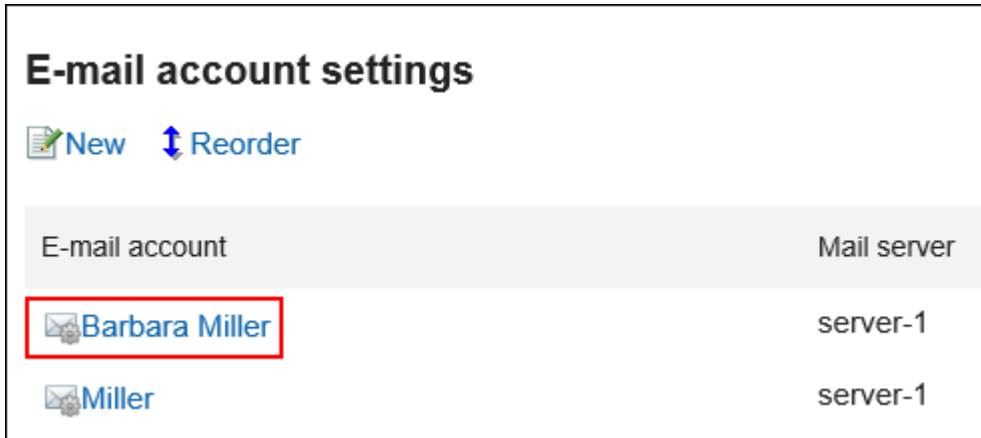 E-mail account settings
New Reorder
E-mail account Mail server
Barbara Miller server-1
Miller server-1